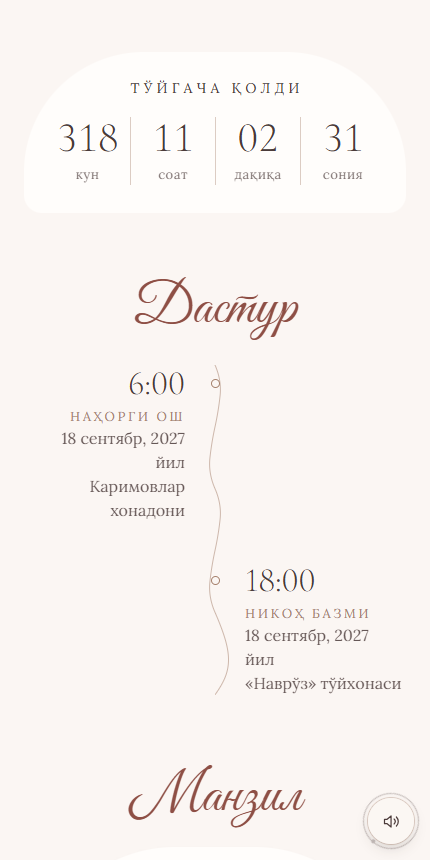 ТЎЙГАЧА ҚОЛДИ
318 11 02 31
кун соат дақиқа сония
Дастур
6:00
НАҲОРГИ ОШ
18 сентябр, 2027
йил
Каримовлар
хонадони
18:00
НИКОҲ БАЗМИ
18 сентябр, 2027
йил
«Наврўз» тўйхонаси
Манзил